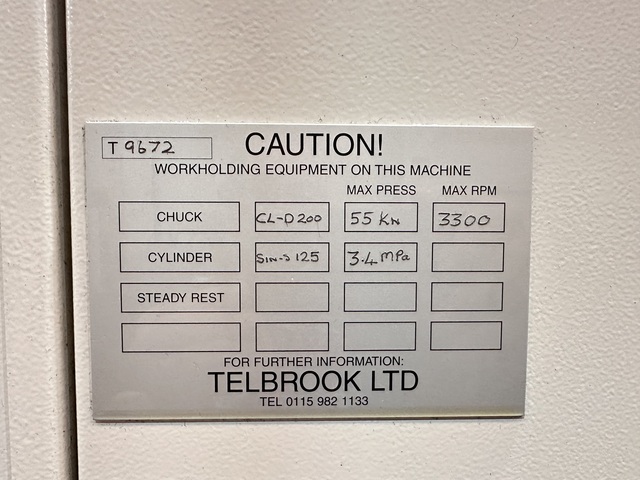 T 9672
CAUTION!
WORKHOLDING EQUIPMENT ON THIS MACHINE
MAX PRESS MAX RPM
CHUCK CL-D200 55 KN 3300
CYLINDER SIN-S 125 3.4 MPa
STEADY REST
FOR FURTHER INFORMATION:
TELBROOK LTD
TEL 0115 982 1133